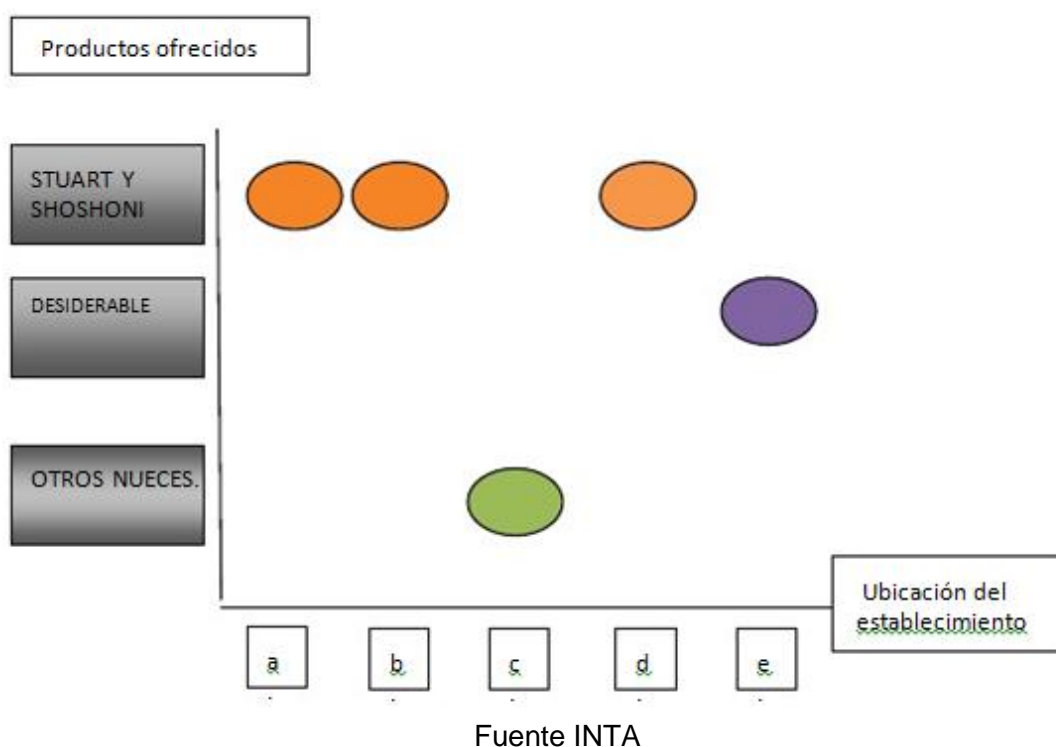 Productos ofrecidos
STUART Y
SHOSHONI
DESIDERABLE
OTROS NUECES.
Ubicación del
establecimiento
a
b
c
d
e
Fuente INTA